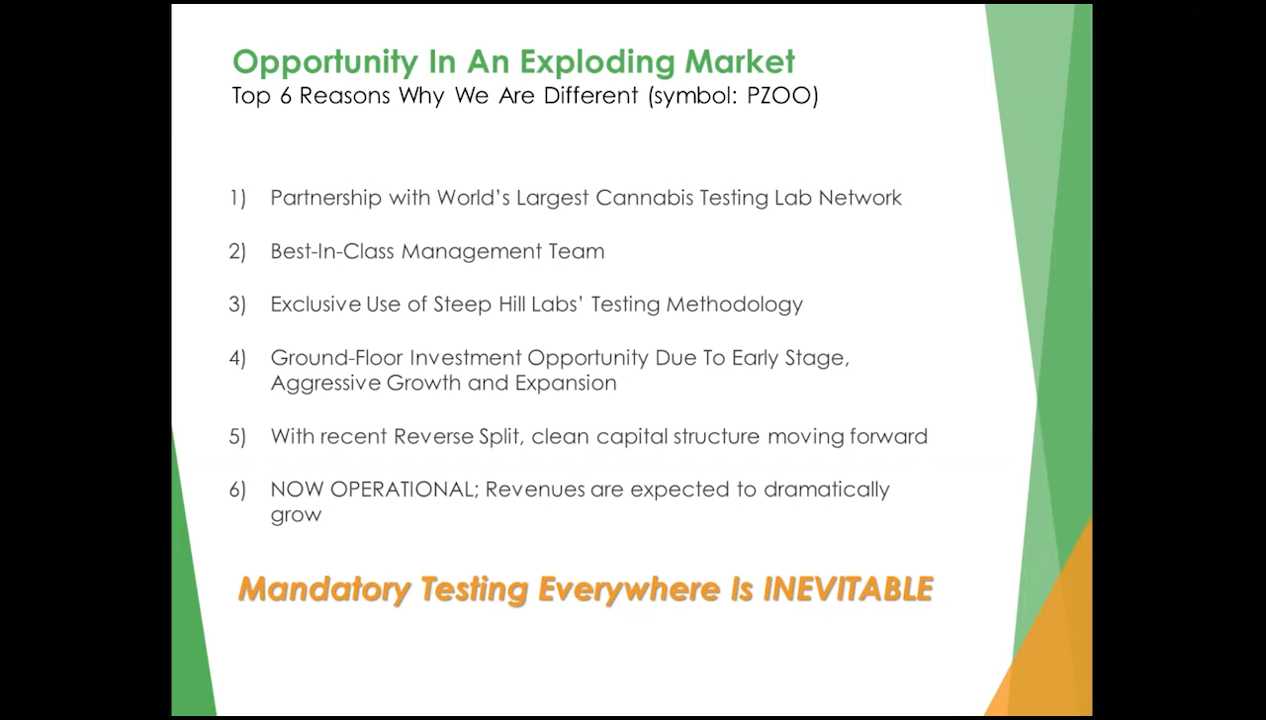 Opportunity In An Exploding Market
Top 6 Reasons Why We Are Different (symbol: PZOO)
1) Partnership with World's Largest Cannabis Testing Lab Network
2) Best-In-Class Management Team
3) Exclusive Use of Steep Hill Labs' Testing Methodology
4) Ground-Floor Investment Opportunity Due To Early Stage,
Aggressive Growth and Expansion
5) With recent Reverse Split, clean capital structure moving forward
6) NOW OPERATIONAL; Revenues are expected to dramatically
grow
Mandatory Testing Everywhere Is INEVITABLE